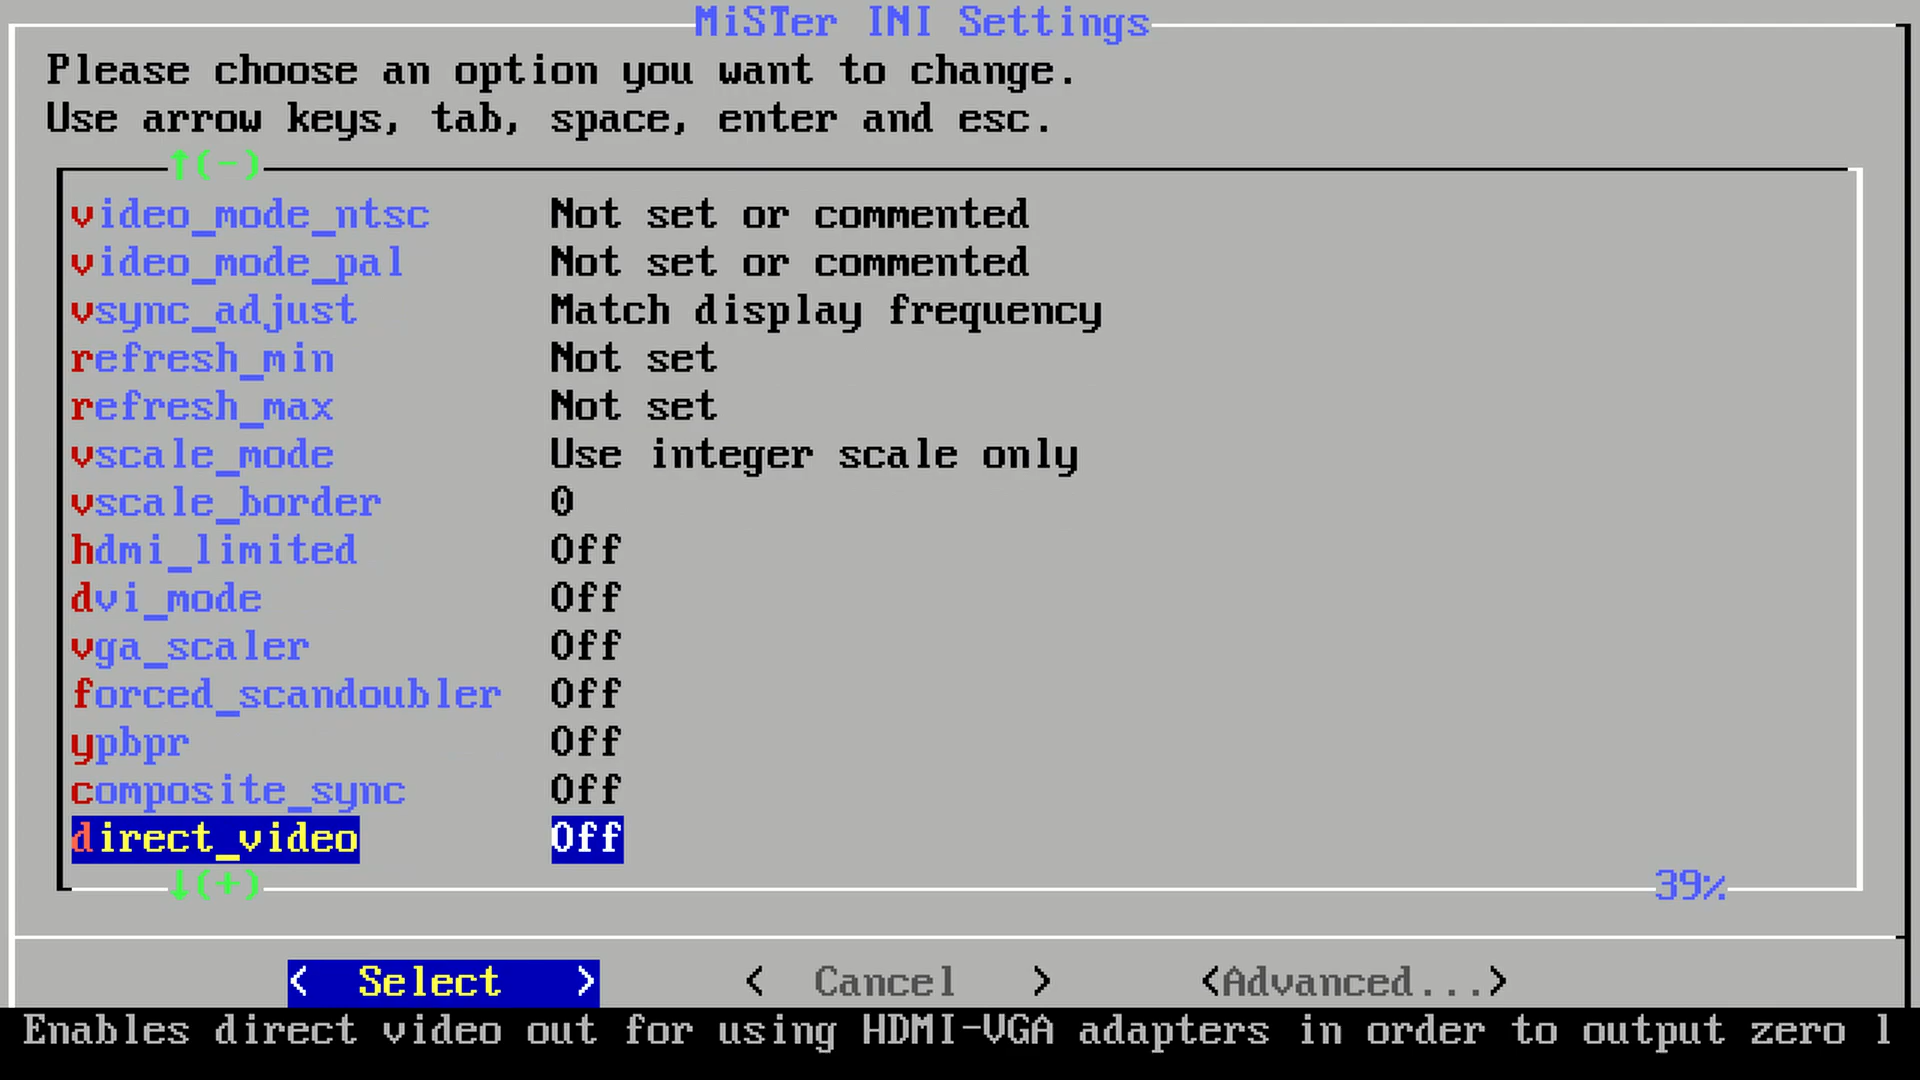 MiSTer INI Settings
Please choose an option you want to change.
Use arrow keys, tab, space, enter and esc.
↑(-)
video_mode_ntsc Not set or commented
video_mode_pal Not set or commented
vsync_adjust Match display frequency
refresh_min Not set
refresh_max Not set
vscale_mode Use integer scale only
vscale_border 0
hdmi_limited Off
dvi_mode Off
vga_scaler Off
forced_scandoubler Off
ypbpr Off
composite_sync Off
direct_video Off
↓(+) 39%
< Select > < Cancel > <Advanced...>
Enables direct video out for using HDMI-VGA adapters in order to output zero l